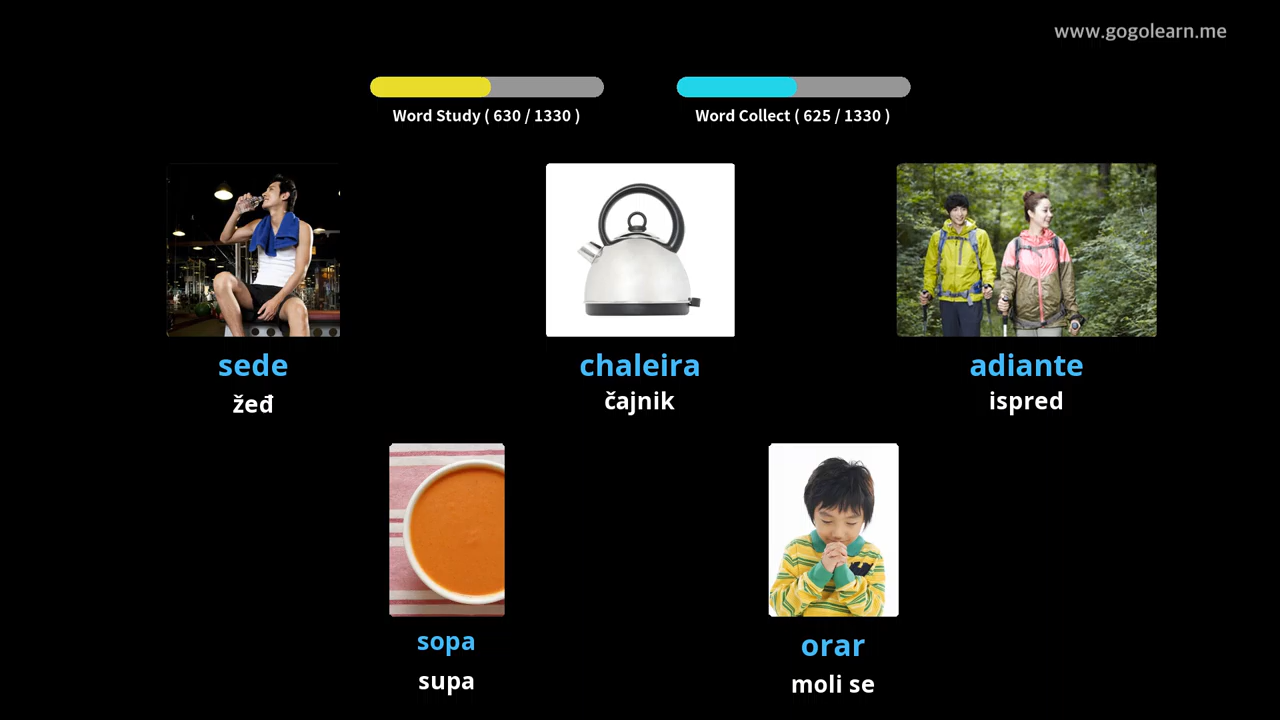 www.gogolearn.me
Word Study ( 630 / 1330 )
Word Collect ( 625 / 1330 )
sede
žeđ
chaleira
čajnik
adiante
ispred
sopa
supa
orar
moli se